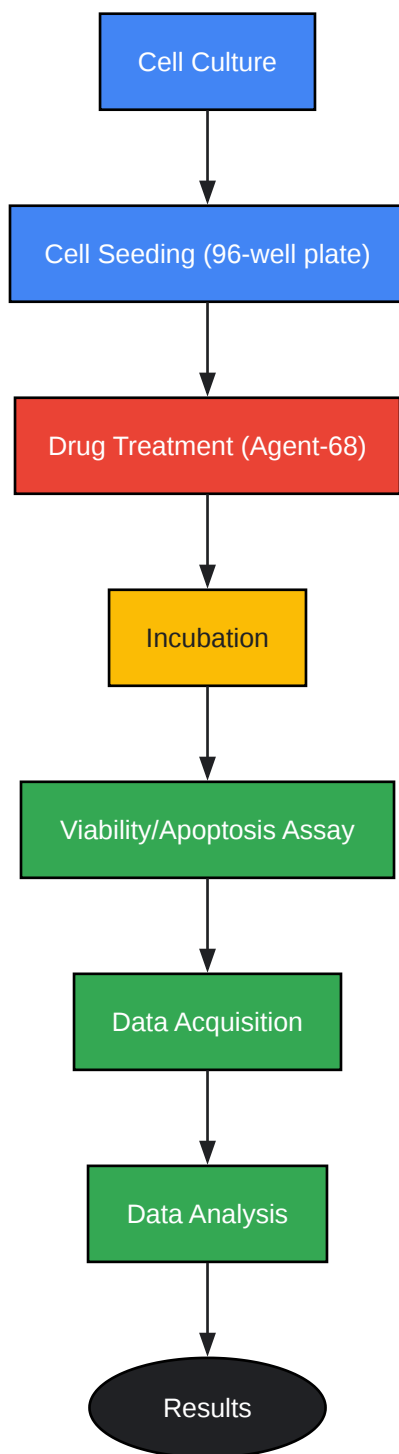 Cell Culture
Cell Seeding (96-well plate)
Drug Treatment (Agent-68)
Incubation
Viability/Apoptosis Assay
Data Acquisition
Data Analysis
Results